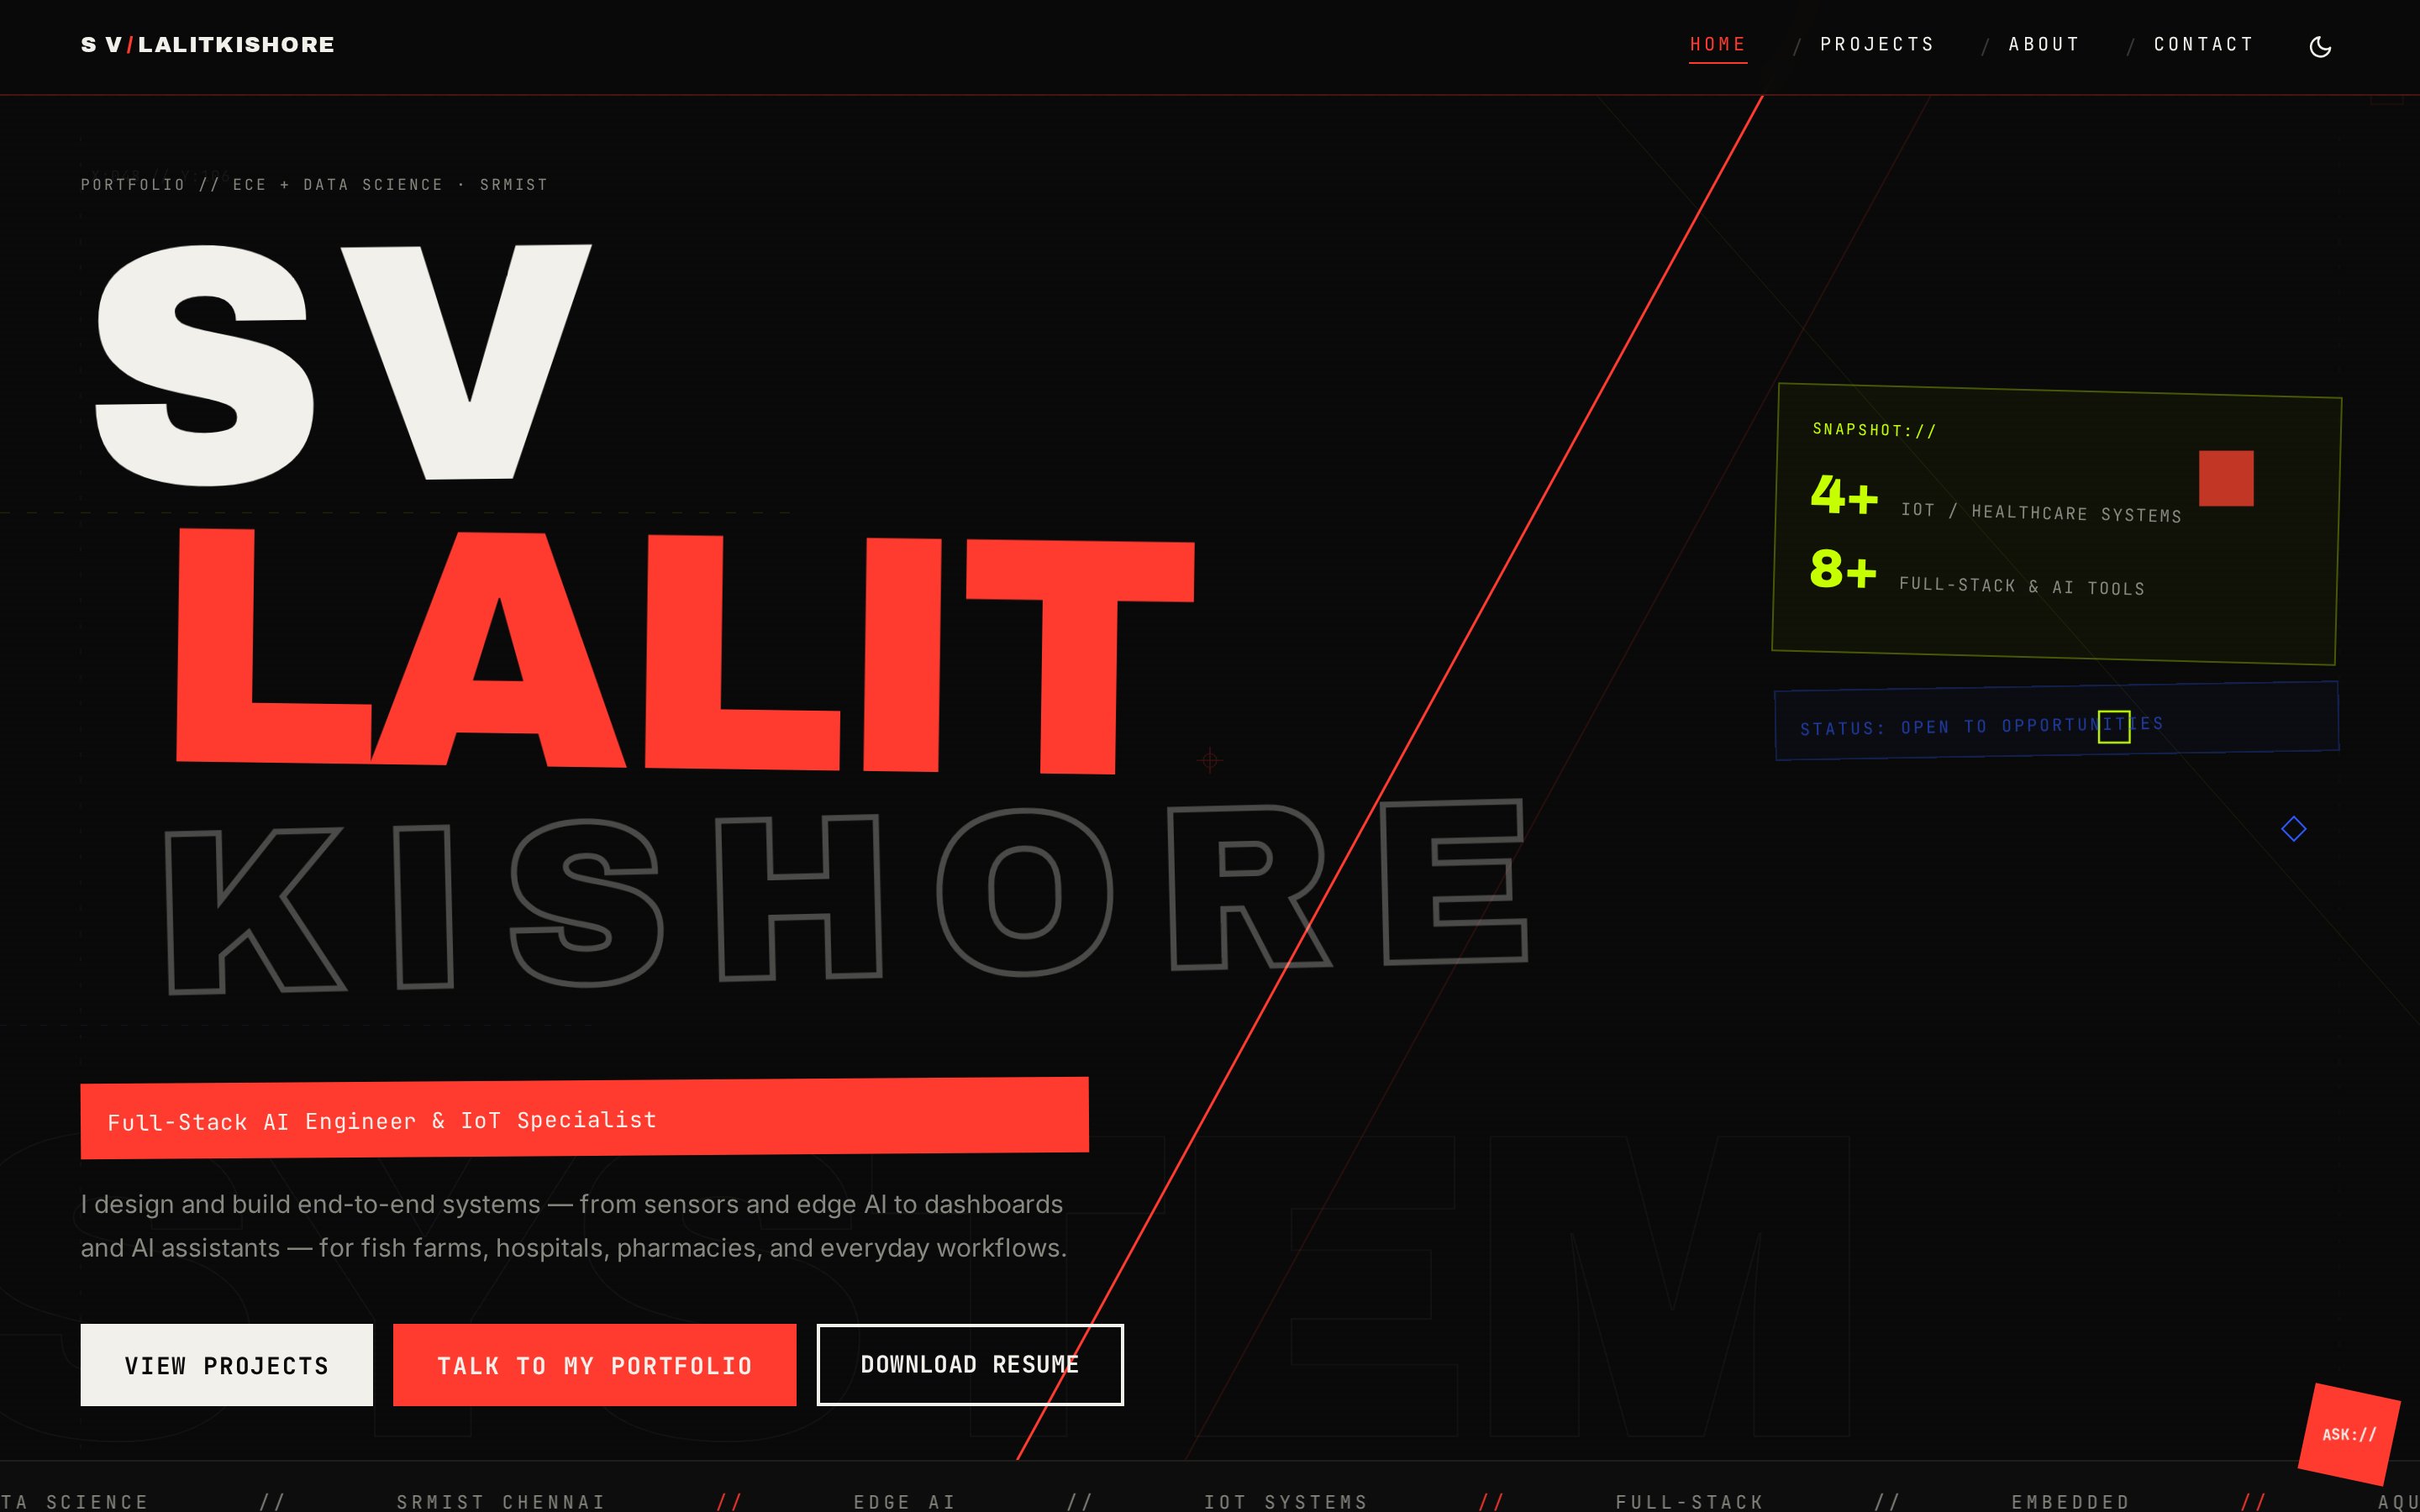 S V/LALITKISHORE
HOME / PROJECTS / ABOUT / CONTACT
PORTFOLIO // ECE + DATA SCIENCE · SRMIST
SV
LALIT
KISHORE
SNAPSHOT://
4+ IOT / HEALTHCARE SYSTEMS
8+ FULL-STACK & AI TOOLS
STATUS: OPEN TO OPPORTUNITIES
Full-Stack AI Engineer & IoT Specialist
I design and build end-to-end systems — from sensors and edge AI to dashboards
and AI assistants — for fish farms, hospitals, pharmacies, and everyday workflows.
SYSTEM
VIEW PROJECTS
TALK TO MY PORTFOLIO
DOWNLOAD RESUME
ASK://
TA SCIENCE // SRMIST CHENNAI // EDGE AI // IOT SYSTEMS // FULL-STACK // EMBEDDED // AQU